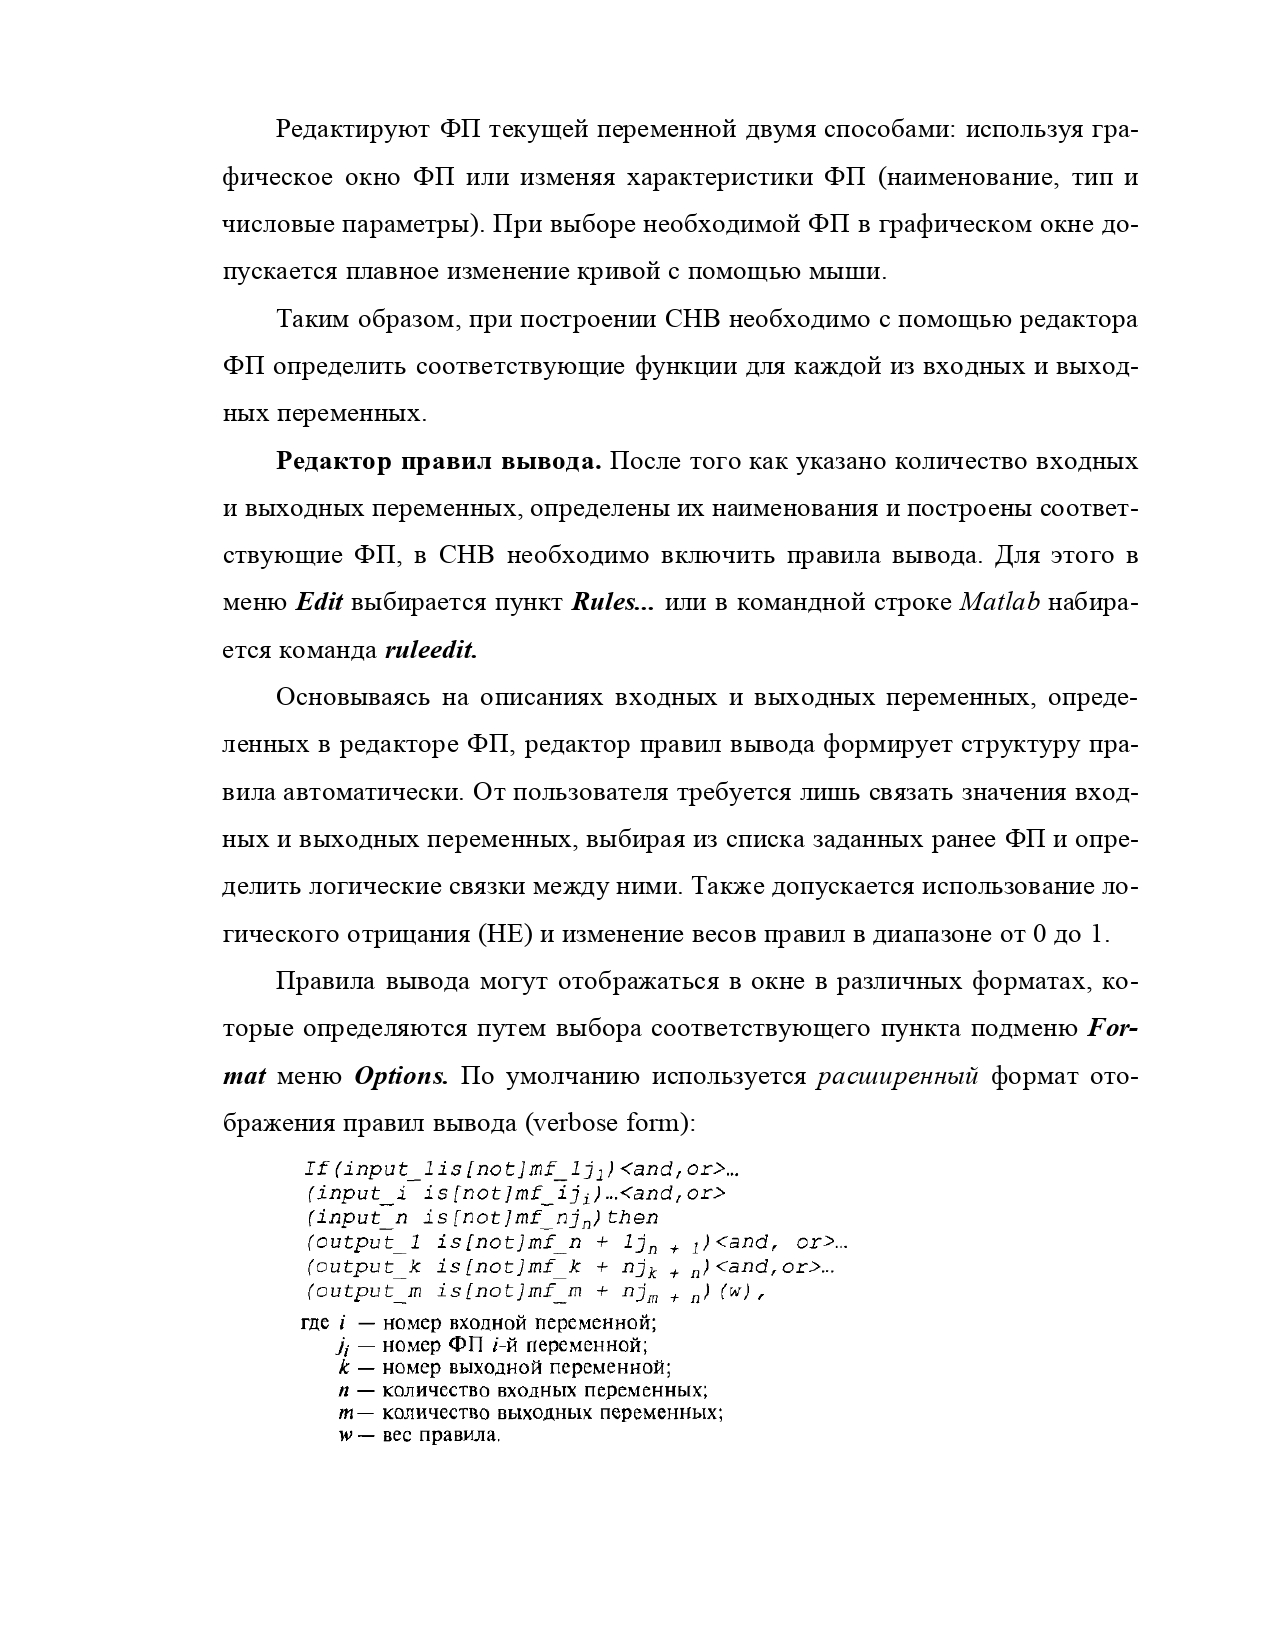 Редактируют ФП текущей переменной двумя способами: используя гра-
фическое окно ФП или изменяя характеристики ФП (наименование, тип и
числовые параметры). При выборе необходимой ФП в графическом окне до-
пускается плавное изменение кривой с помощью мыши.
Таким образом, при построении СНВ необходимо с помощью редактора
ФП определить соответствующие функции для каждой из входных и выход-
ных переменных.
Редактор правил вывода. После того как указано количество входных
и выходных переменных, определены их наименования и построены соответ-
ствующие ФП, в СНВ необходимо включить правила вывода. Для этого в
меню Edit выбирается пункт Rules... или в командной строке Matlab набира-
ется команда ruleedit.
Основываясь на описаниях входных и выходных переменных, опреде-
ленных в редакторе ФП, редактор правил вывода формирует структуру пра-
вила автоматически. От пользователя требуется лишь связать значения вход-
ных и выходных переменных, выбирая из списка заданных ранее ФП и опре-
делить логические связки между ними. Также допускается использование ло-
гического отрицания (НЕ) и изменение весов правил в диапазоне от 0 до 1.
Правила вывода могут отображаться в окне в различных форматах, ко-
торые определяются путем выбора соответствующего пункта подменю For-
mat меню Options. По умолчанию используется расширенный формат ото-
бражения правил вывода (verbose form):
If(input_1is[not]mf_1j₁)<and,or>…
(input_i is[not]mf_ijᵢ)…<and,or>
(input_n is[not]mf_njₙ)then
(output_1 is[not]mf_n + 1jₙ ₊ ₁)<and, or>…
(output_k is[not]mf_k + njₖ ₊ ₙ)<and,or>…
(output_m is[not]mf_m + njₘ ₊ ₙ)(w),
где i — номер входной переменной;
jᵢ — номер ФП i-й переменной;
k — номер выходной переменной;
n — количество входных переменных;
m— количество выходных переменных;
w — вес правила.